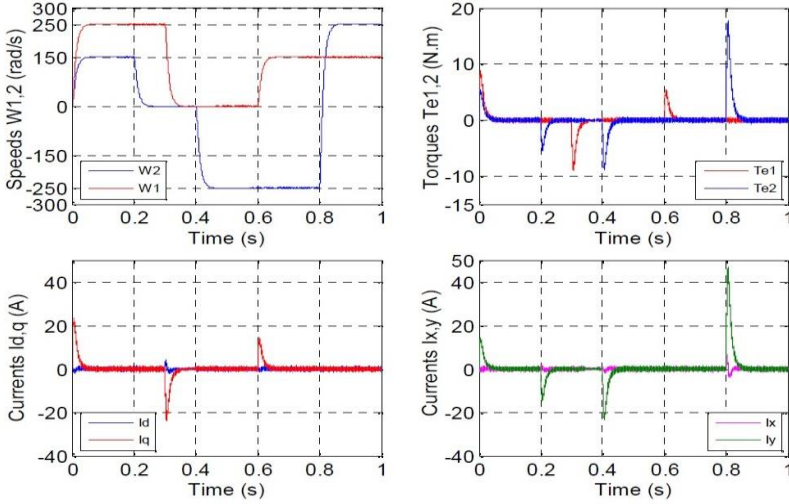 Speeds W1,2 (rad/s)
300
250
150
0
-150
-250
-300
W2
W1
0 0.2 0.4 0.6 0.8 1
Time (s)
Torques Te1,2 (N.m)
20
10
0
-10
-15
Te1
Te2
0 0.2 0.4 0.6 0.8 1
Time (s)
Currents Id,q (A)
40
20
0
-20
-40
Id
Iq
0 0.2 0.4 0.6 0.8 1
Time (s)
Currents Ix,y (A)
50
40
20
0
-20
-40
Ix
Iy
0 0.2 0.4 0.6 0.8 1
Time (s)